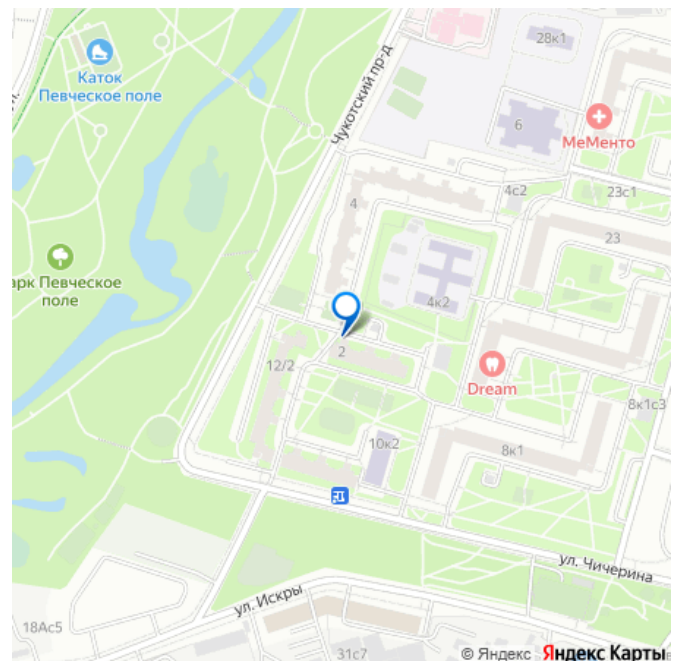 28к1
Каток
Певческое поле
Чукотский пр-д
6
МеМенто
4с2
23с1
4
23
арк Певческое
поле
4к2
2
12/2
Dream
8к1с3
10к2
8к1
ул. Чичерина
ул. Искры
18Ас5
31с7
© Яндекс Яндекс Карты